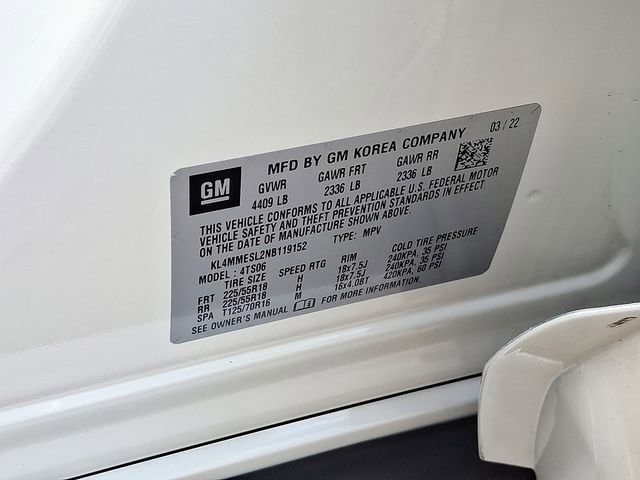 03 / 22
MFD BY GM KOREA COMPANY
GM
GVWR GAWR FRT GAWR RR
4409 LB 2336 LB 2336 LB
THIS VEHICLE CONFORMS TO ALL APPLICABLE U.S. FEDERAL MOTOR
VEHICLE SAFETY AND THEFT PREVENTION STANDARDS IN EFFECT
ON THE DATE OF MANUFACTURE SHOWN ABOVE.
KL4MMESL2NB119152 TYPE: MPV
MODEL: 4TS06
TIRE SIZE SPEED RTG RIM COLD TIRE PRESSURE
FRT 225/55R18 H 18x7.5J 240KPA, 35 PSI
RR 225/55R18 H 18x7.5J 240KPA, 35 PSI
SPA T125/70R16 M 16x4.0BT 420KPA, 60 PSI
SEE OWNER'S MANUAL FOR MORE INFORMATION.